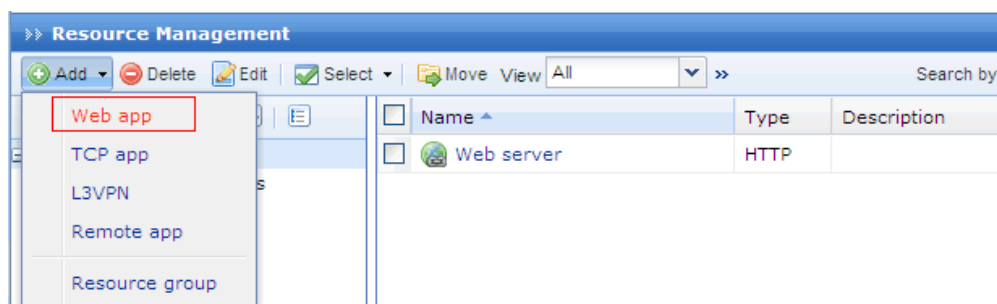 Resource Management
Add Delete Edit Select Move View All » Search by
Web app
Name Type Description
TCP app
s
Web server HTTP
L3VPN
Remote app
Resource group